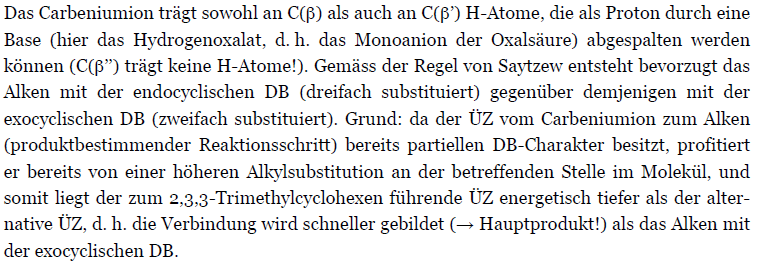 Das Carbeniumion trägt sowohl an C(β) als auch an C(β’) H-Atome, die als Proton durch eine
Base (hier das Hydrogenoxalat, d. h. das Monoanion der Oxalsäure) abgespalten werden
können (C(β”) trägt keine H-Atome!). Gemäss der Regel von Saytzew entsteht bevorzugt das
Alken mit der endocyclischen DB (dreifach substituiert) gegenüber demjenigen mit der
exocyclischen DB (zweifach substituiert). Grund: da der ÜZ vom Carbeniumion zum Alken
(produktbestimmender Reaktionsschritt) bereits partiellen DB-Charakter besitzt, profitiert
er bereits von einer höheren Alkylsubstitution an der betreffenden Stelle im Molekül, und
somit liegt der zum 2,3,3-Trimethylcyclohexen führende ÜZ energetisch tiefer als der alter-
native ÜZ, d. h. die Verbindung wird schneller gebildet (→ Hauptprodukt!) als das Alken mit
der exocyclischen DB.